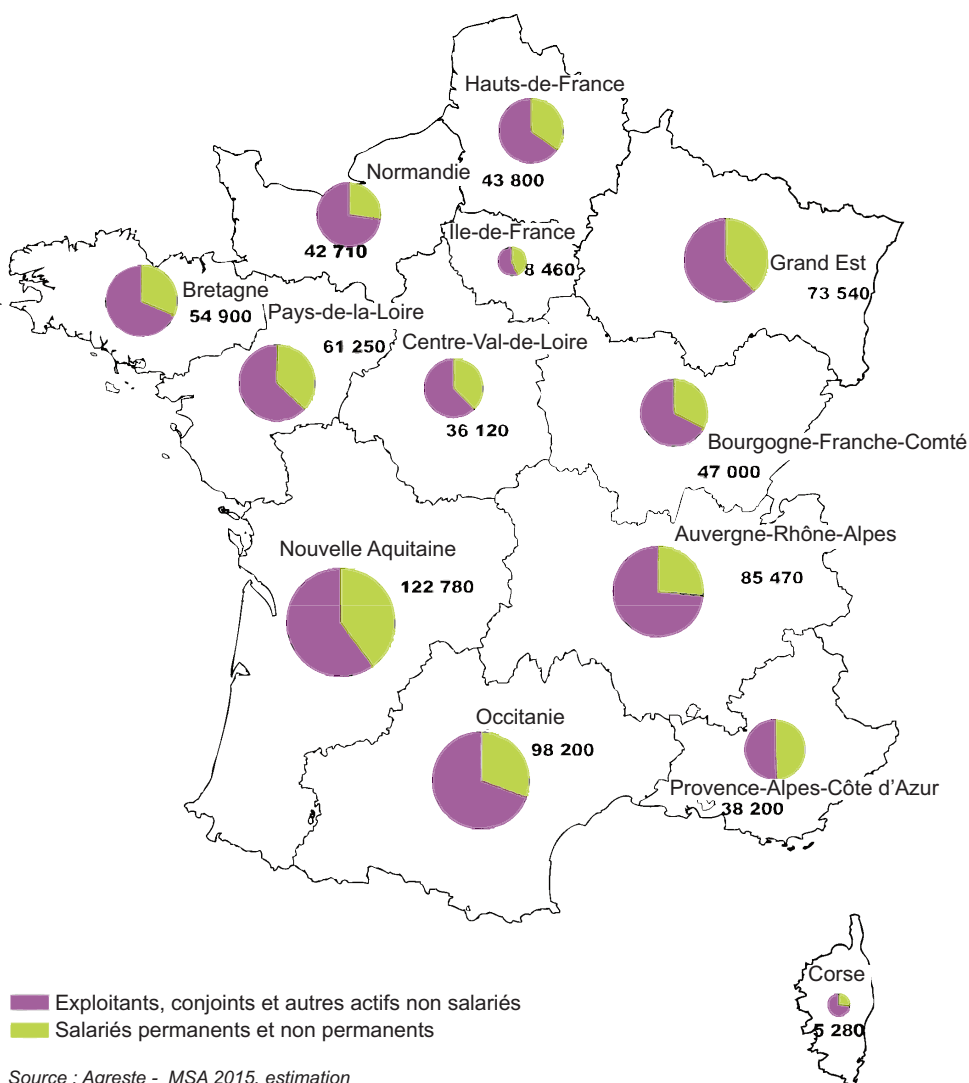 Hauts-de-France
43 800
Normandie
42 710
Ile-de-France
8 460
Grand Est
73 540
Bretagne
54 900
Pays-de-la-Loire
61 250
Centre-Val-de-Loire
36 120
Bourgogne-Franche-Comté
47 000
Auvergne-Rhône-Alpes
85 470
Nouvelle Aquitaine
122 780
Occitanie
98 200
Provence-Alpes-Côte d'Azur
38 200
Corse
5 280
Exploitants, conjoints et autres actifs non salariés
Salariés permanents et non permanents
Source : Agreste - MSA 2015, estimation